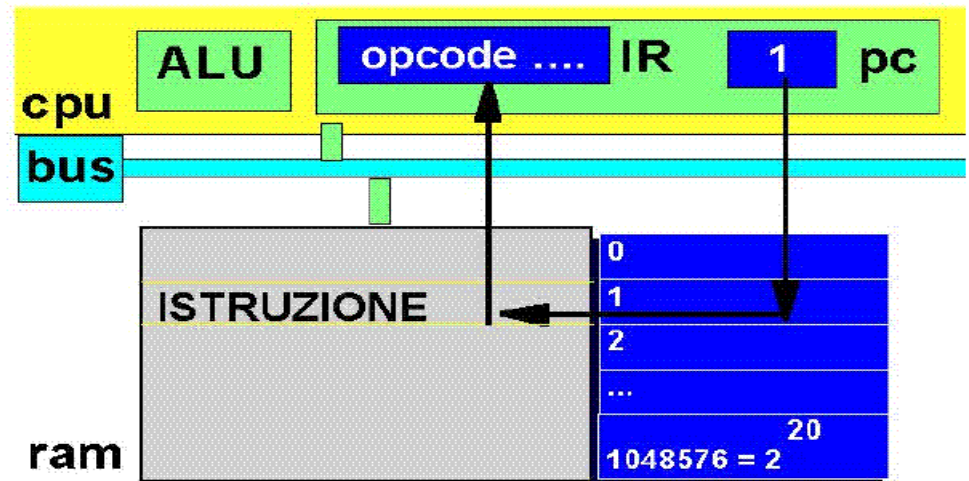 ALU
opcode .... IR
1
pc
cpu
bus
0
ISTRUZIONE
1
2
...
20
1048576 = 2
ram